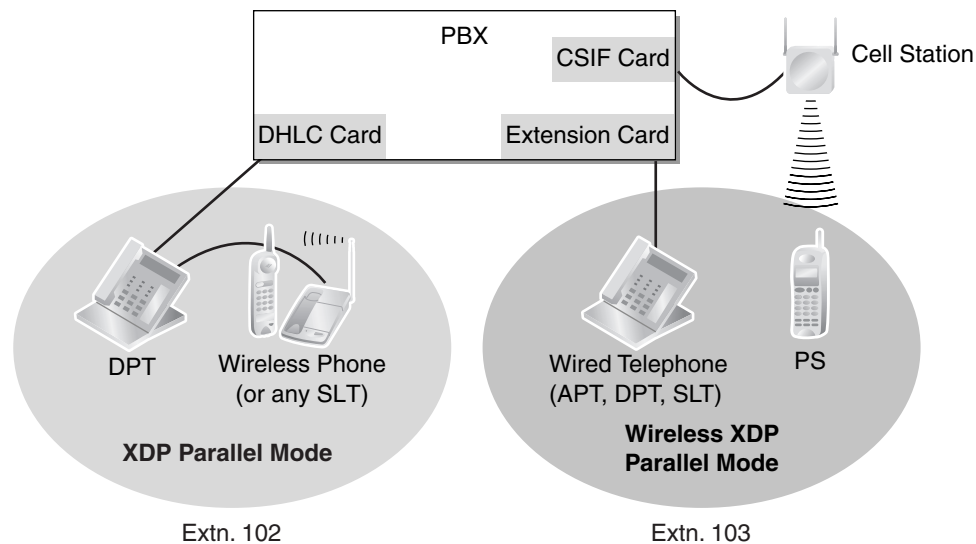 PBX
CSIF Card
Cell Station
DHLC Card
Extension Card
DPT
Wireless Phone
(or any SLT)
XDP Parallel Mode
Extn. 102
Wired Telephone
(APT, DPT, SLT)
PS
Wireless XDP
Parallel Mode
Extn. 103